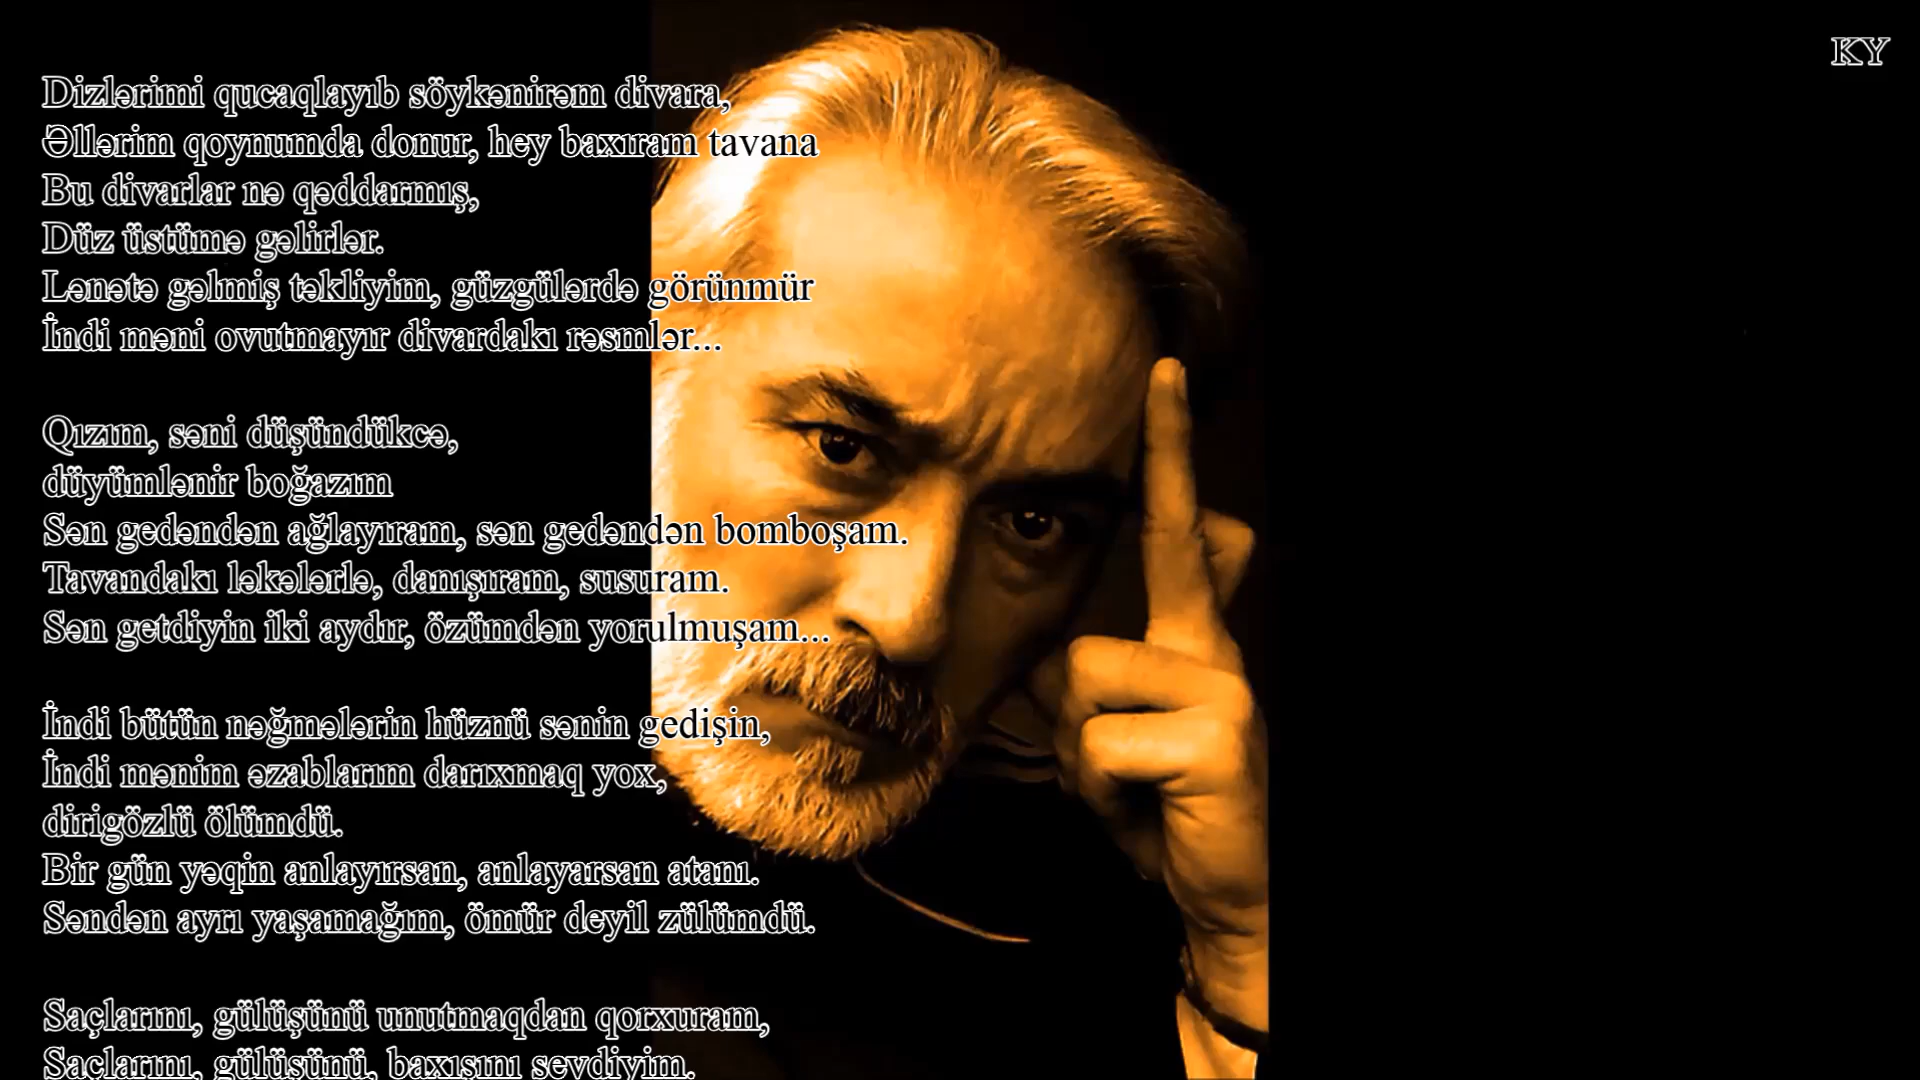 KY
Dizlərimi qucaqlayıb söykənirəm divara,
Əllərim qoynumda donur, hey baxıram tavana
Bu divarlar nə qəddarmış,
Düz üstümə gəlirlər.
Lənətə gəlmiş təkliyim, güzgülərdə görünmür
İndi məni ovutmayır divardakı rəsmlər...
Qızım, səni düşündükcə,
düyümlənir boğazım
Sən gedəndən ağlayıram, sən gedəndən bomboşam.
Tavandakı ləkələrlə, danışıram, susuram.
Sən getdiyin iki aydır, özümdən yorulmuşam...
İndi bütün nəğmələrin hüznü sənin gedişin,
İndi mənim əzablarım darıxmaq yox,
dirigözlü ölümdü.
Bir gün yəqin anlayırsan, anlayarsan atanı.
Səndən ayrı yaşamağım, ömür deyil zülümdü.
Saçlarını, gülüşünü unutmaqdan qorxuram,
Saçlarını, gülüşünü, baxışını sevdiyim.